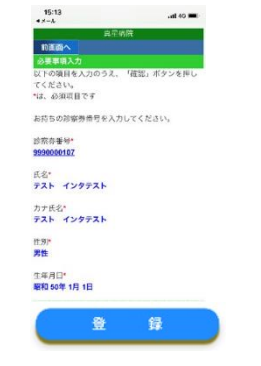 15:13
4G
◀メール
良平病院
前画面へ
必要事項入力
以下の項目を入力のうえ、「確認」ボタンを押し
てください。
*は、必須項目です
お持ちの診察券番号を入力してください。
診察券番号*
9990000107
氏名*
テスト インタテスト
カナ氏名*
テスト インタテスト
性別*
男性
生年月日*
昭和 50年 1月 1日
登 録